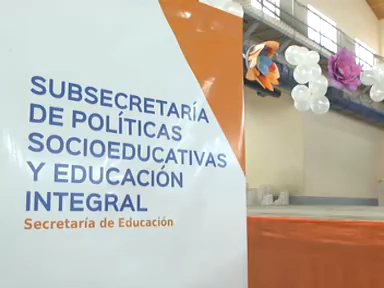 SUBSECRETARÍA
DE POLÍTICAS
SOCIOEDUCATIVAS
Y EDUCACIÓN
INTEGRAL
Secretaría de Educación